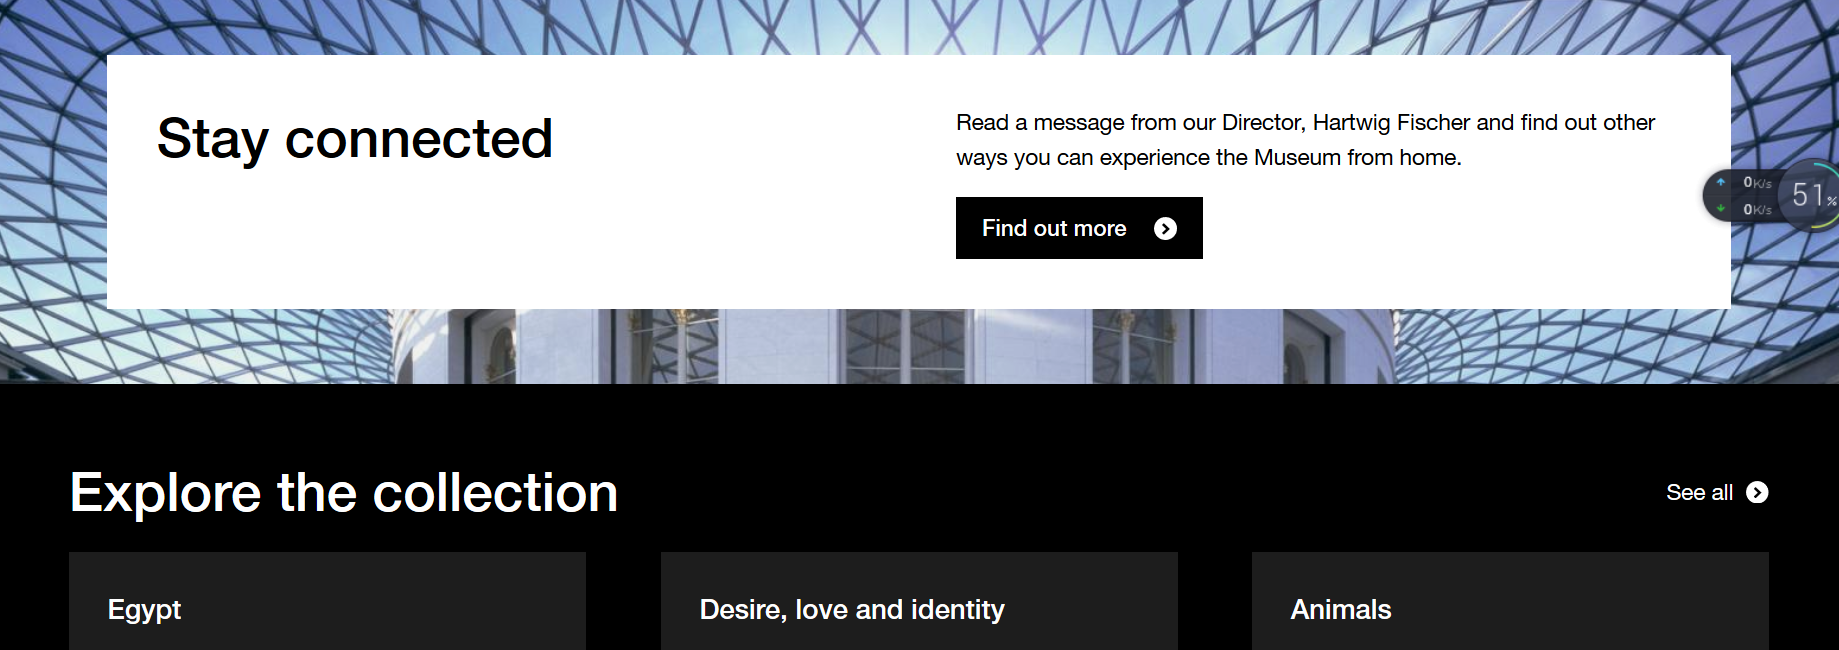 Stay connected
Read a message from our Director, Hartwig Fischer and find out other
ways you can experience the Museum from home.
Find out more
0K/s
0K/s
51%
Explore the collection
See all
Egypt
Desire, love and identity
Animals